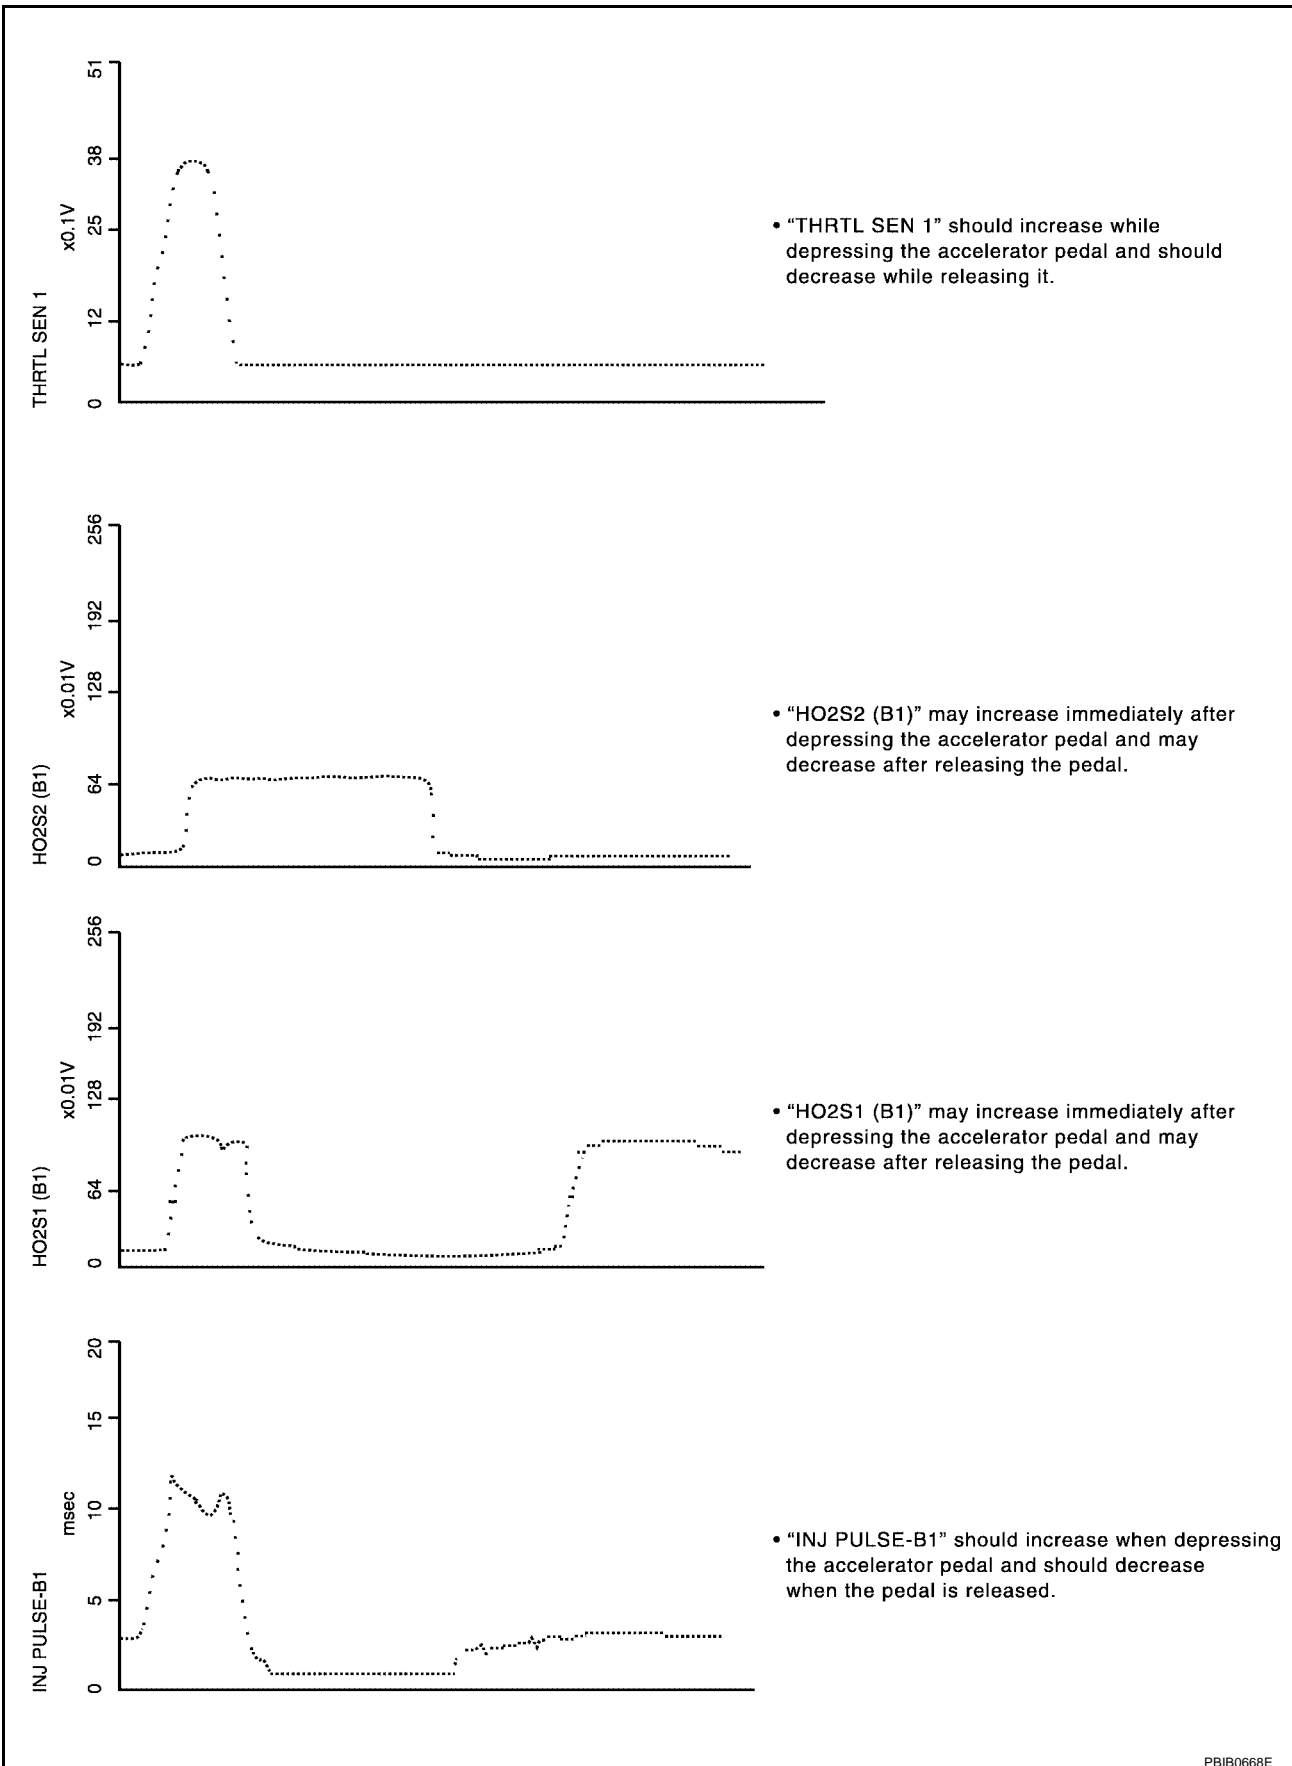 51
38
25
12
0
x0.1V
THRTL SEN 1
• “THRTL SEN 1” should increase while
depressing the accelerator pedal and should
decrease while releasing it.
256
192
128
64
0
x0.01V
HO2S2 (B1)
• “HO2S2 (B1)” may increase immediately after
depressing the accelerator pedal and may
decrease after releasing the pedal.
256
192
128
64
0
x0.01V
HO2S1 (B1)
• “HO2S1 (B1)” may increase immediately after
depressing the accelerator pedal and may
decrease after releasing the pedal.
20
15
10
5
0
msec
INJ PULSE-B1
• “INJ PULSE-B1” should increase when depressing
the accelerator pedal and should decrease
when the pedal is released.
PBIB0668E